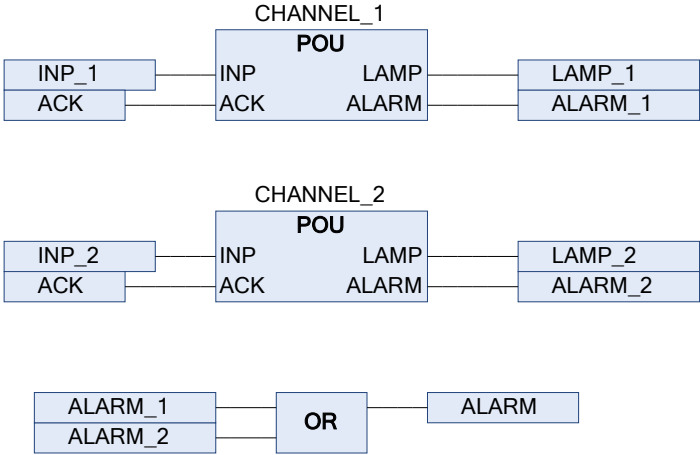 CHANNEL_1
POU
INP_1 INP LAMP LAMP_1
ACK ACK ALARM ALARM_1
CHANNEL_2
POU
INP_2 INP LAMP LAMP_2
ACK ACK ALARM ALARM_2
ALARM_1 OR ALARM
ALARM_2